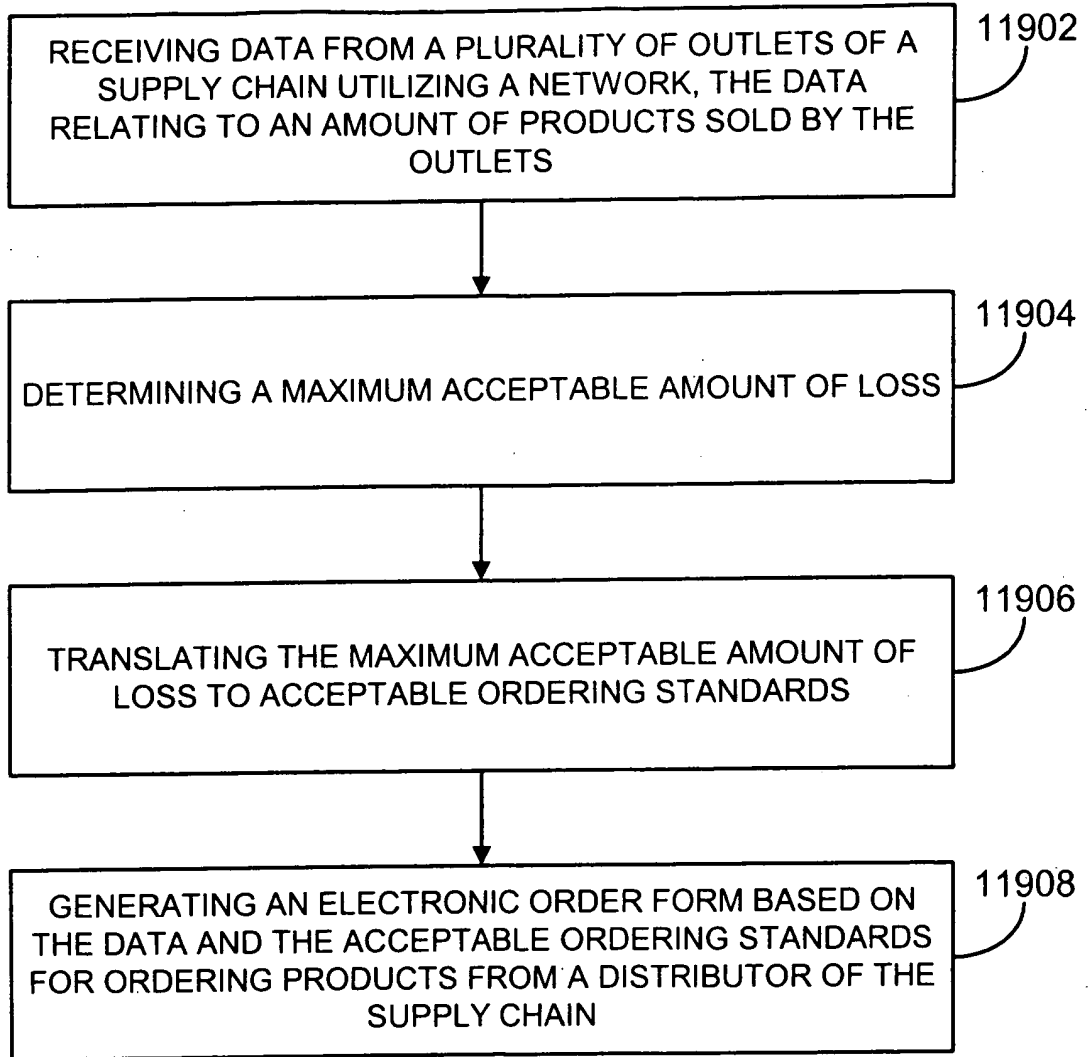 RECEIVING DATA FROM A PLURALITY OF OUTLETS OF A
SUPPLY CHAIN UTILIZING A NETWORK, THE DATA
RELATING TO AN AMOUNT OF PRODUCTS SOLD BY THE
OUTLETS
11902
DETERMINING A MAXIMUM ACCEPTABLE AMOUNT OF LOSS
11904
TRANSLATING THE MAXIMUM ACCEPTABLE AMOUNT OF
LOSS TO ACCEPTABLE ORDERING STANDARDS
11906
GENERATING AN ELECTRONIC ORDER FORM BASED ON
THE DATA AND THE ACCEPTABLE ORDERING STANDARDS
FOR ORDERING PRODUCTS FROM A DISTRIBUTOR OF THE
SUPPLY CHAIN
11908